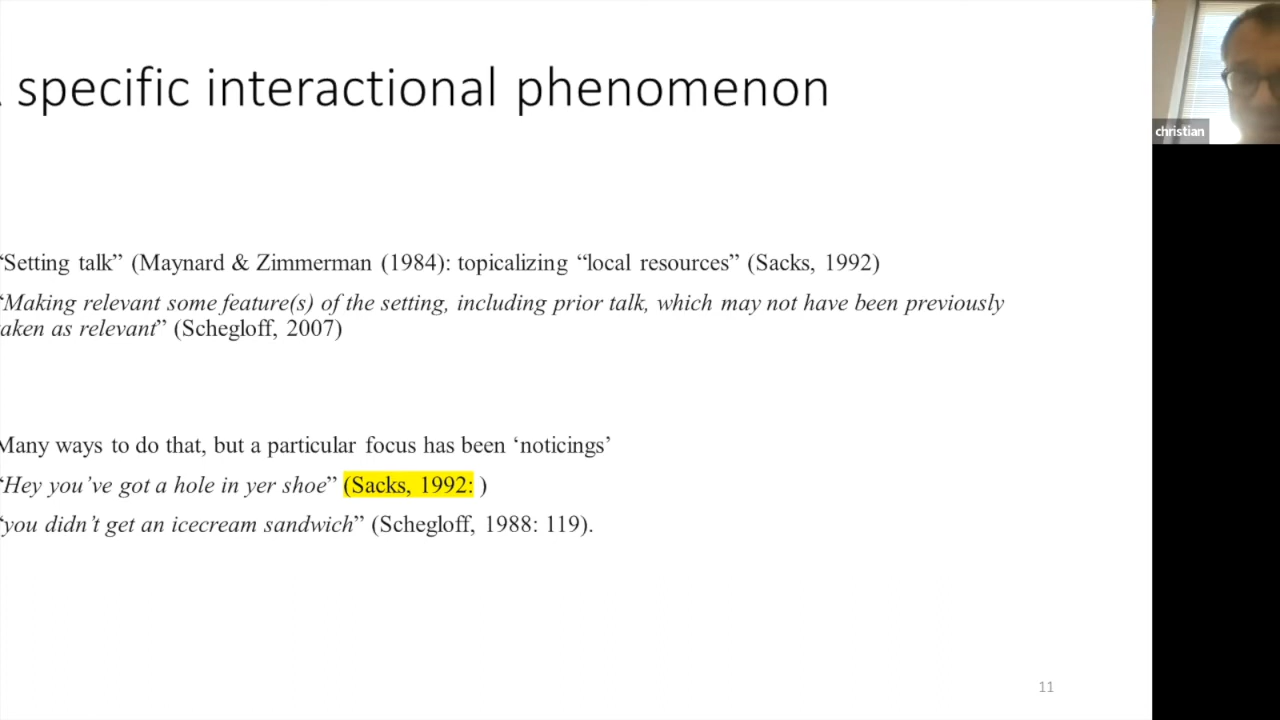 specific interactional phenomenon
christian
“Setting talk” (Maynard & Zimmerman (1984): topicalizing “local resources” (Sacks, 1992)
“Making relevant some feature(s) of the setting, including prior talk, which may not have been previously
aken as relevant” (Schegloff, 2007)
Many ways to do that, but a particular focus has been ‘noticings’
“Hey you’ve got a hole in yer shoe” (Sacks, 1992: )
“you didn’t get an icecream sandwich” (Schegloff, 1988: 119).
11